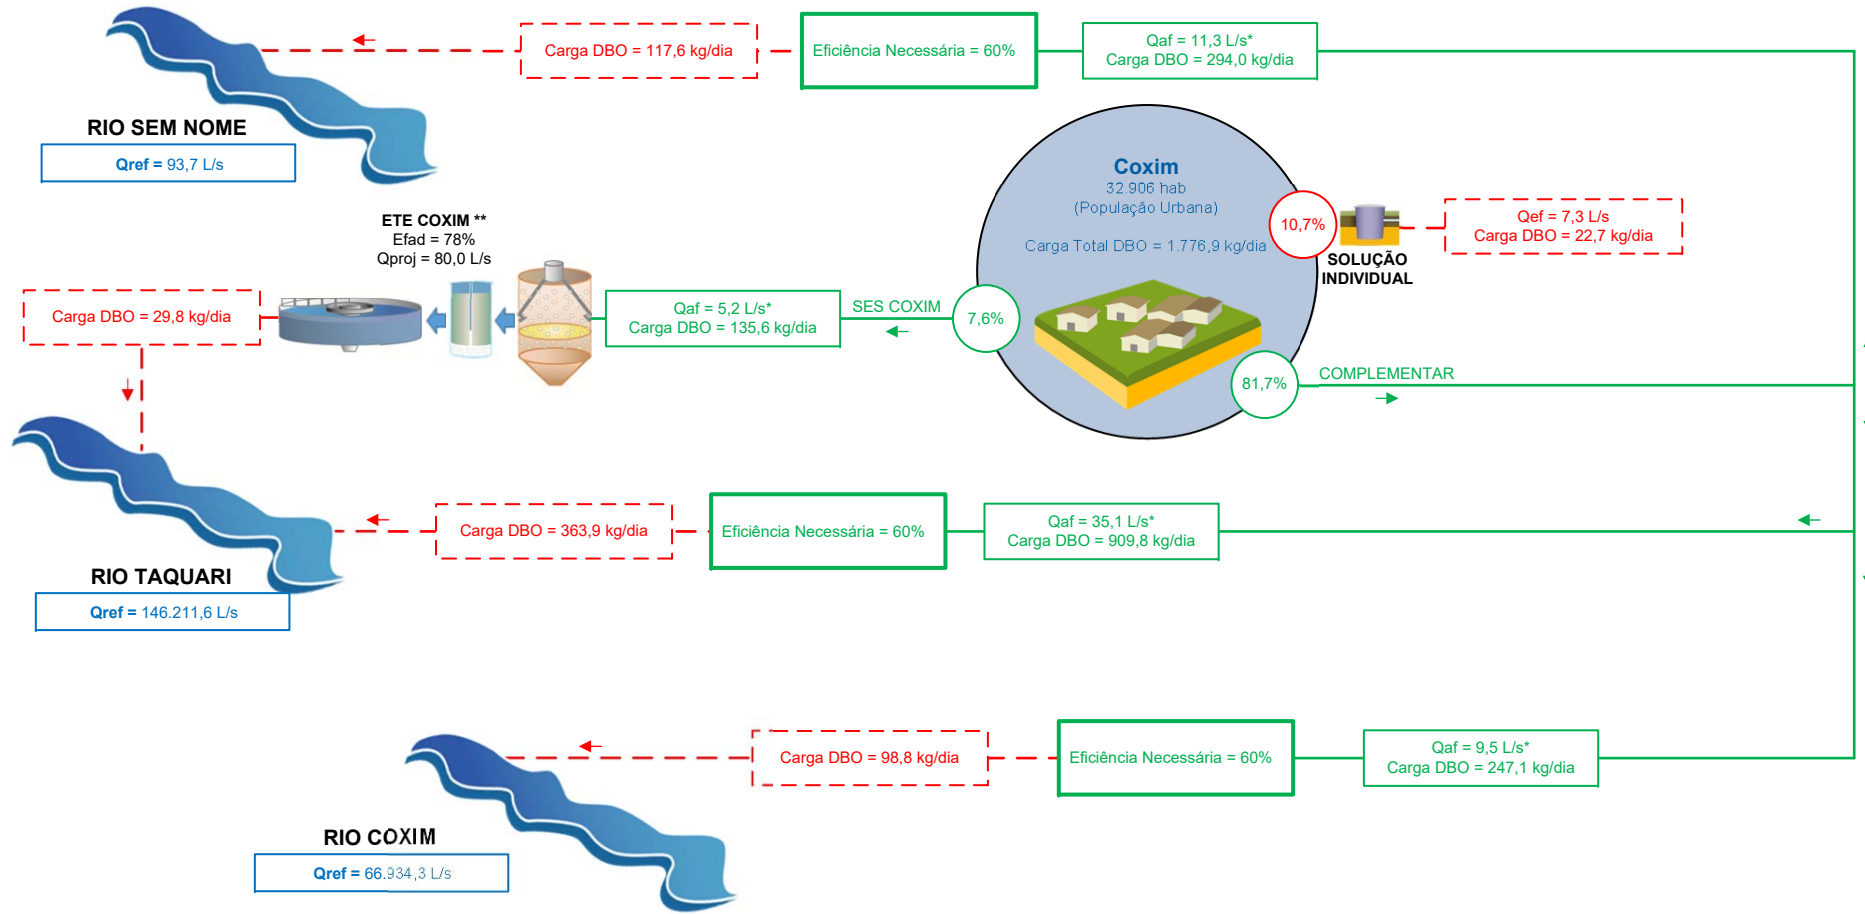 Carga DBO = 117,6 kg/dia
Eficiência Necessária = 60%
Qaf = 11,3 L/s*
Carga DBO = 294,0 kg/dia
RIO SEM NOME
Qref = 93,7 L/s
Coxim
32.906 hab
(População Urbana)
Carga Total DBO = 1.776,9 kg/dia
10,7%
SOLUÇÃO
INDIVIDUAL
Qef = 7,3 L/s
Carga DBO = 22,7 kg/dia
ETE COXIM **
Efad = 78%
Qproj = 80,0 L/s
Carga DBO = 29,8 kg/dia
Qaf = 5,2 L/s*
Carga DBO = 135,6 kg/dia
SES COXIM
7,6%
81,7%
COMPLEMENTAR
Carga DBO = 363,9 kg/dia
Eficiência Necessária = 60%
Qaf = 35,1 L/s*
Carga DBO = 909,8 kg/dia
RIO TAQUARI
Qref = 146.211,6 L/s
Carga DBO = 98,8 kg/dia
Eficiência Necessária = 60%
Qaf = 9,5 L/s*
Carga DBO = 247,1 kg/dia
RIO COXIM
Qref = 66.934,3 L/s